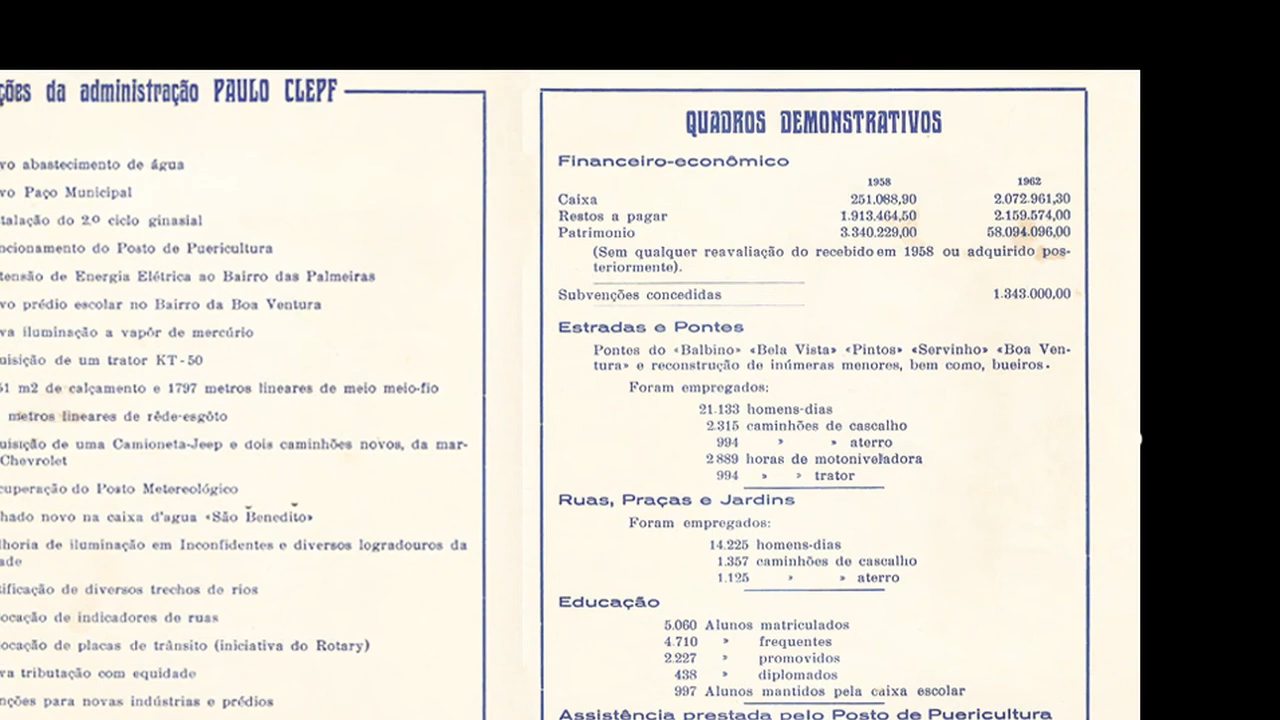 ções da administração PAULO CLEPF
vo abastecimento de água
vo Paço Municipal
talação do 2.º ciclo ginasial
ncionamento do Posto de Puericultura
tensão de Energia Elétrica ao Bairro das Palmeiras
vo prédio escolar no Bairro da Boa Ventura
va iluminação a vapôr de mercúrio
uisição de um trator KT-50
51 m2 de calçamento e 1797 metros lineares de meio meio-fio
metros lineares de rêde-esgôto
uisição de uma Camioneta-Jeep e dois caminhões novos, da mar-
Chevrolet
cuperação do Posto Metereológico
hado novo na caixa d'agua «São Benedito»
lhoria de iluminação em Inconfidentes e diversos logradouros da
ade
tificação de diversos trechos de rios
ocação de indicadores de ruas
ocação de placas de trânsito (iniciativa do Rotary)
va tributação com equidade
nções para novas indústrias e prédios
QUADROS DEMONSTRATIVOS
Financeiro-econômico
1958 1962
Caixa 251.088,90 2.072.961,30
Restos a pagar 1.913.464,50 2.159.574,00
Patrimonio 3.340.229,00 58.094.096,00
(Sem qualquer reavaliação do recebido em 1958 ou adquirido pos-
teriormente).
Subvenções concedidas 1.343.000,00
Estradas e Pontes
Pontes do «Balbino» «Bela Vista» «Pintos» «Servinho» «Boa Ven-
tura» e reconstrução de inúmeras menores, bem como, bueiros.
Foram empregados:
21.133 homens-dias
2.315 caminhões de cascalho
994 » » aterro
2889 horas de motoniveladora
994 » » trator
Ruas, Praças e Jardins
Foram empregados:
14.225 homens-dias
1.357 caminhões de cascalho
1.125 » » aterro
Educação
5.060 Alunos matriculados
4.710 » frequentes
2.227 » promovidos
438 » diplomados
997 Alunos mantidos pela caixa escolar
Assistência prestada pelo Posto de Puericultura